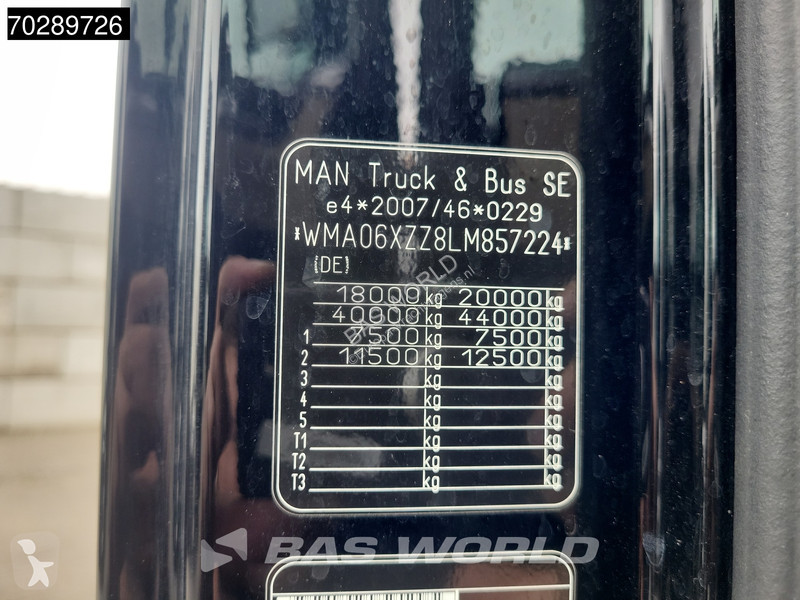 70289726
MAN Truck & Bus SE
e4*2007/46*0229
*WMA06XZZ8LM857224*
[DE]
18000 kg 20000 kg
40000 kg 44000 kg
1 7500 kg 7500 kg
2 11500 kg 12500 kg
3 kg kg
4 kg kg
5 kg kg
T1 kg kg
T2 kg kg
T3 kg kg
BAS WORLD